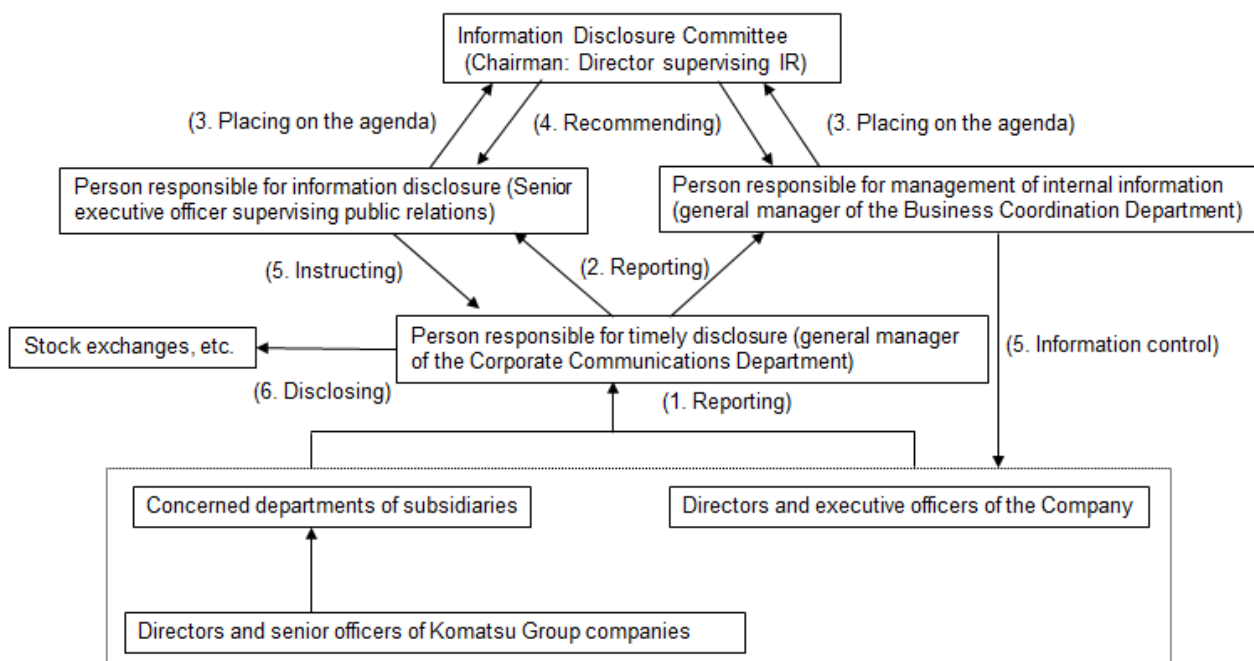 Information Disclosure Committee
(Chairman: Director supervising IR)
(3. Placing on the agenda)
(4. Recommending)
(3. Placing on the agenda)
Person responsible for information disclosure (Senior
executive officer supervising public relations)
Person responsible for management of internal information
(general manager of the Business Coordination Department)
(5. Instructing)
(2. Reporting)
Person responsible for timely disclosure (general manager
of the Corporate Communications Department)
Stock exchanges, etc.
(5. Information control)
(6. Disclosing)
(1. Reporting)
Concerned departments of subsidiaries
Directors and executive officers of the Company
Directors and senior officers of Komatsu Group companies